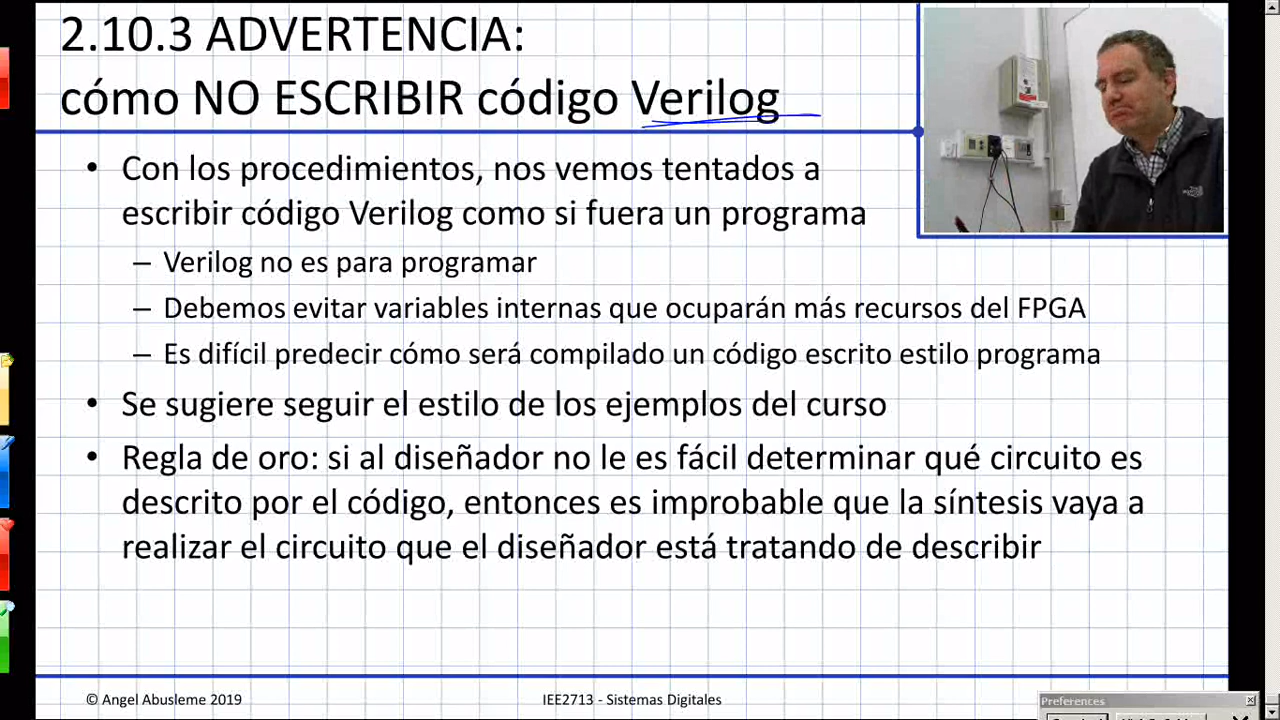 2.10.3 ADVERTENCIA:
cómo NO ESCRIBIR código Verilog
• Con los procedimientos, nos vemos tentados a
escribir código Verilog como si fuera un programa
– Verilog no es para programar
– Debemos evitar variables internas que ocuparán más recursos del FPGA
– Es difícil predecir cómo será compilado un código escrito estilo programa
• Se sugiere seguir el estilo de los ejemplos del curso
• Regla de oro: si al diseñador no le es fácil determinar qué circuito es
descrito por el código, entonces es improbable que la síntesis vaya a
realizar el circuito que el diseñador está tratando de describir
© Angel Abusleme 2019
IEE2713 - Sistemas Digitales
Preferences